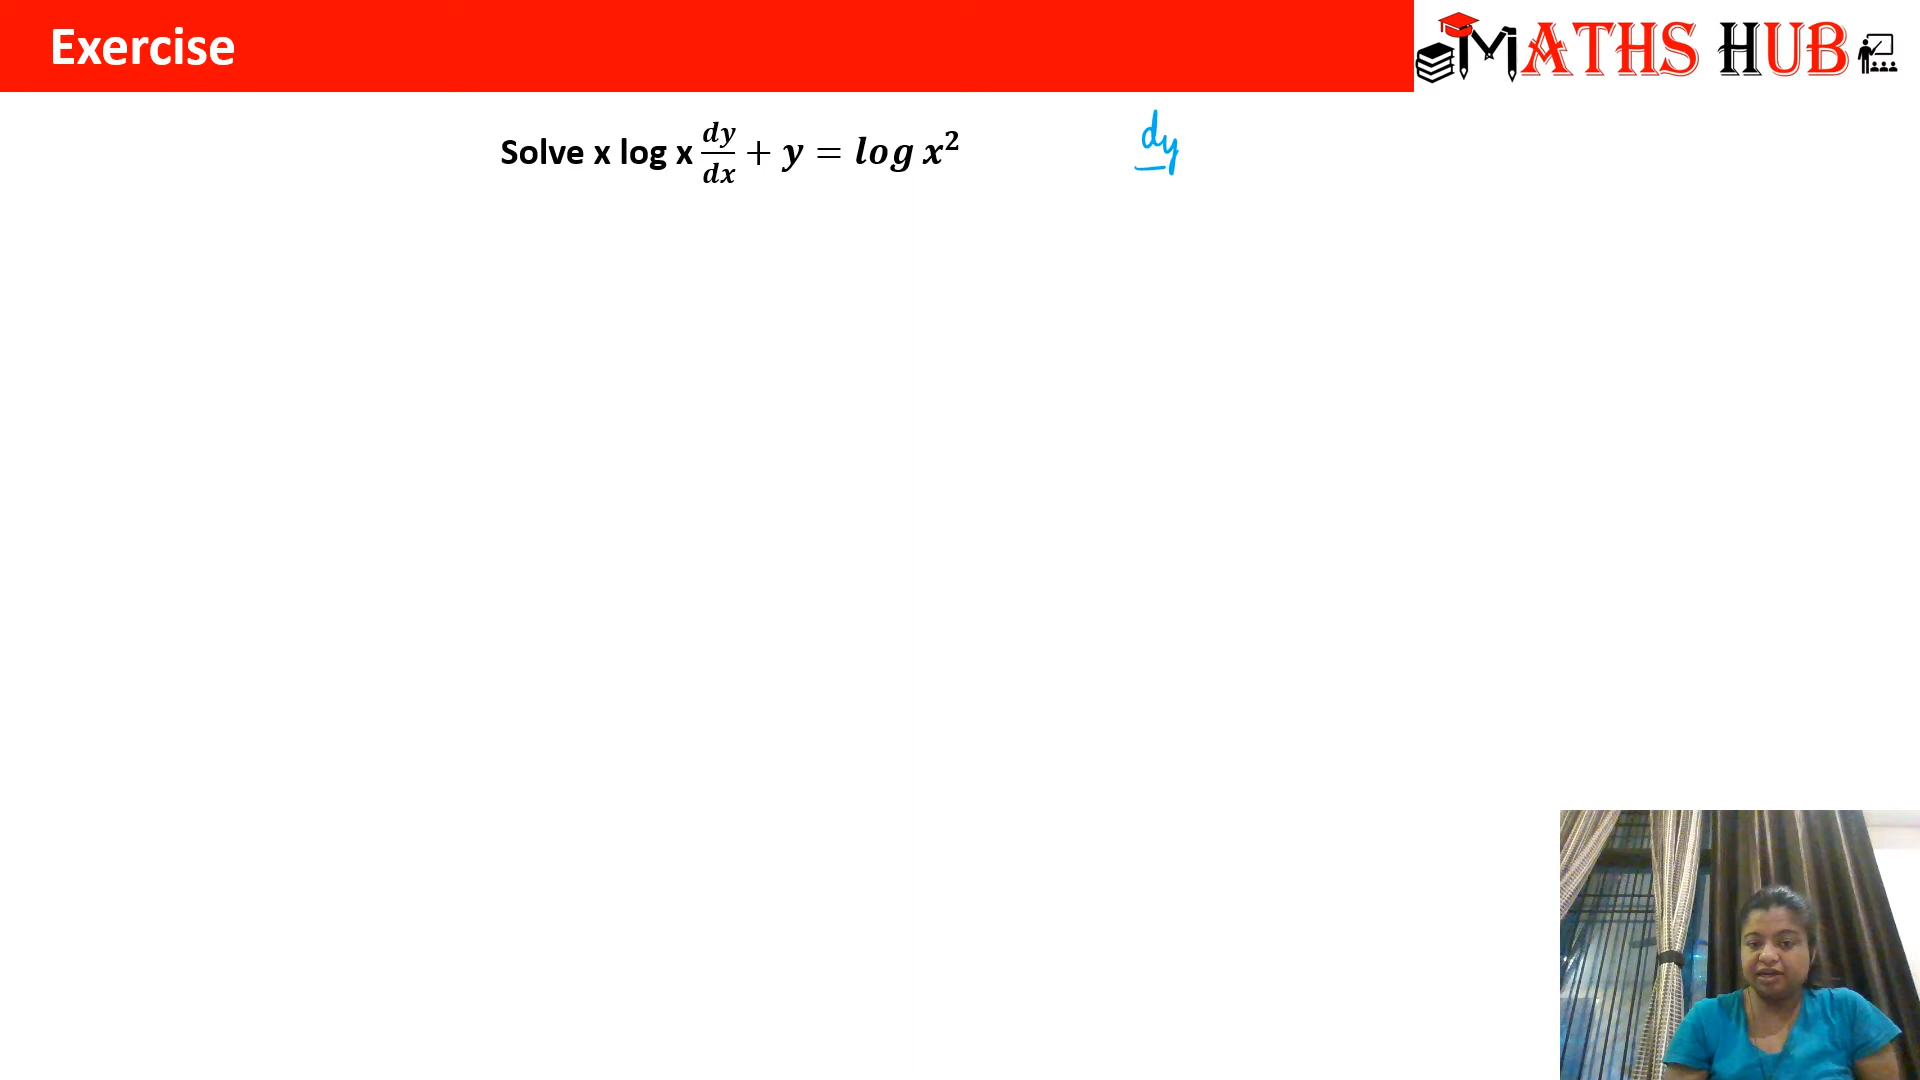 Exercise
MATHS HUB
Solve x log x dy/dx + y = log x²
dy